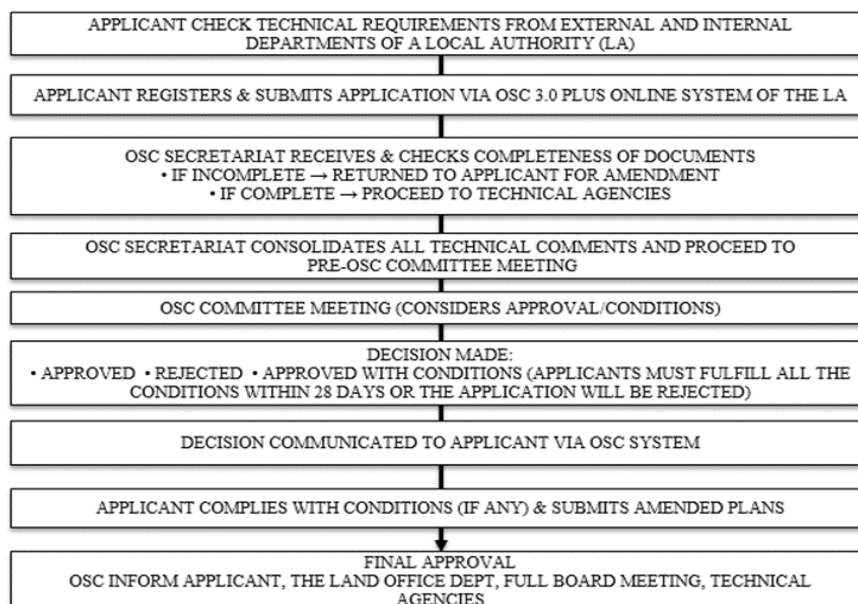 APPLICANT CHECK TECHNICAL REQUIREMENTS FROM EXTERNAL AND INTERNAL
DEPARTMENTS OF A LOCAL AUTHORITY (LA)
APPLICANT REGISTERS & SUBMITS APPLICATION VIA OSC 3.0 PLUS ONLINE SYSTEM OF THE LA
OSC SECRETARIAT RECEIVES & CHECKS COMPLETENESS OF DOCUMENTS
• IF INCOMPLETE → RETURNED TO APPLICANT FOR AMENDMENT
• IF COMPLETE → PROCEED TO TECHNICAL AGENCIES
OSC SECRETARIAT CONSOLIDATES ALL TECHNICAL COMMENTS AND PROCEED TO
PRE-OSC COMMITTEE MEETING
OSC COMMITTEE MEETING (CONSIDERS APPROVAL/CONDITIONS)
DECISION MADE:
• APPROVED • REJECTED • APPROVED WITH CONDITIONS (APPLICANTS MUST FULFILL ALL THE
CONDITIONS WITHIN 28 DAYS OR THE APPLICATION WILL BE REJECTED)
DECISION COMMUNICATED TO APPLICANT VIA OSC SYSTEM
APPLICANT COMPLIES WITH CONDITIONS (IF ANY) & SUBMITS AMENDED PLANS
FINAL APPROVAL
OSC INFORM APPLICANT, THE LAND OFFICE DEPT, FULL BOARD MEETING, TECHNICAL
AGENCIES